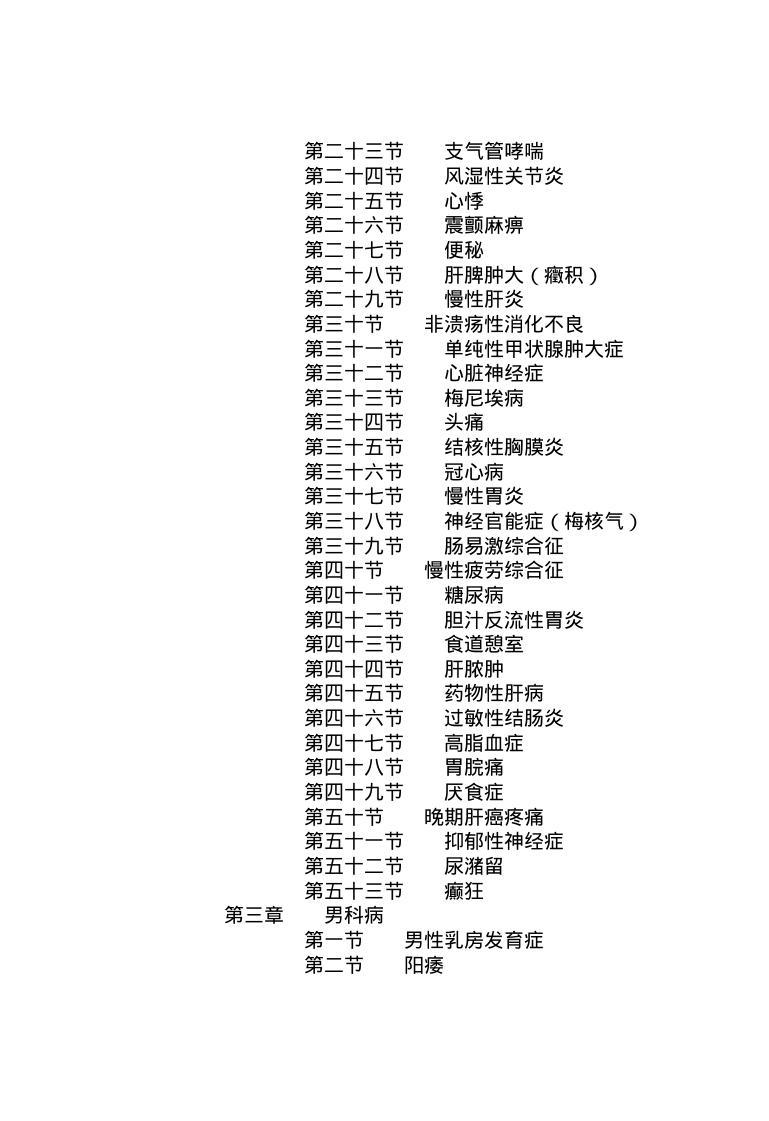 第二十三节　　支气管哮喘
第二十四节　　风湿性关节炎
第二十五节　　心悸
第二十六节　　震颤麻痹
第二十七节　　便秘
第二十八节　　肝脾肿大（癥积）
第二十九节　　慢性肝炎
第三十节　　非溃疡性消化不良
第三十一节　　单纯性甲状腺肿大症
第三十二节　　心脏神经症
第三十三节　　梅尼埃病
第三十四节　　头痛
第三十五节　　结核性胸膜炎
第三十六节　　冠心病
第三十七节　　慢性胃炎
第三十八节　　神经官能症（梅核气）
第三十九节　　肠易激综合征
第四十节　　慢性疲劳综合征
第四十一节　　糖尿病
第四十二节　　胆汁反流性胃炎
第四十三节　　食道憩室
第四十四节　　肝脓肿
第四十五节　　药物性肝病
第四十六节　　过敏性结肠炎
第四十七节　　高脂血症
第四十八节　　胃脘痛
第四十九节　　厌食症
第五十节　　晚期肝癌疼痛
第五十一节　　抑郁性神经症
第五十二节　　尿潴留
第五十三节　　癫狂
第三章　　男科病
第一节　　男性乳房发育症
第二节　　阳痿